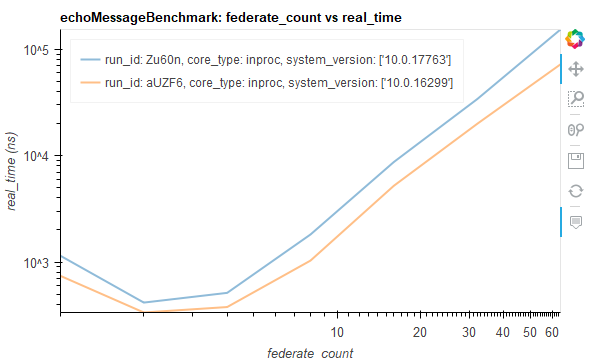 echoMessageBenchmark: federate_count vs real_time
run_id: Zu60n, core_type: inproc, system_version: ['10.0.17763]
run_id: aUZF6, core_type: inproc, system_version: ['10.0.16299]
real_time (ns)
10^5
10^4
10^3
10 20 30 40 50 60
federate_count